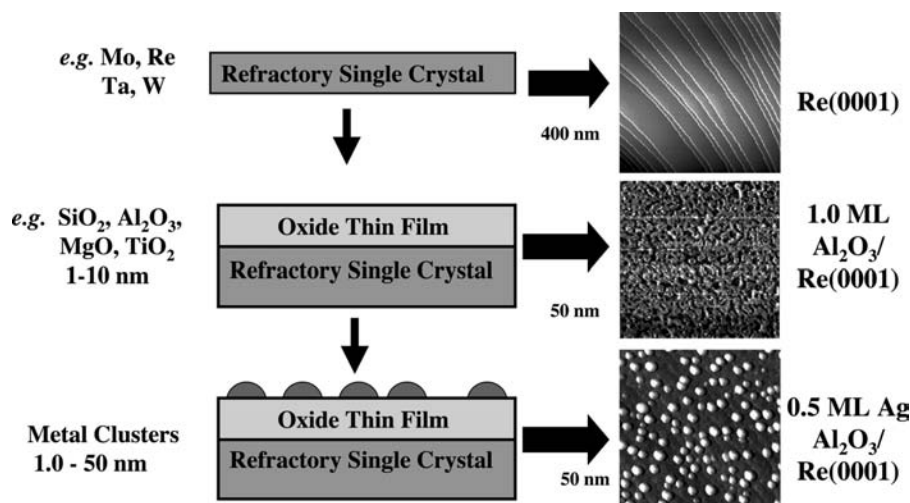 e.g. Mo, Re
Ta, W
Refractory Single Crystal
400 nm
Re(0001)
e.g. SiO₂, Al₂O₃,
MgO, TiO₂
1-10 nm
Oxide Thin Film
Refractory Single Crystal
50 nm
1.0 ML
Al₂O₃/
Re(0001)
Metal Clusters
1.0 - 50 nm
Oxide Thin Film
Refractory Single Crystal
50 nm
0.5 ML Ag
Al₂O₃/
Re(0001)